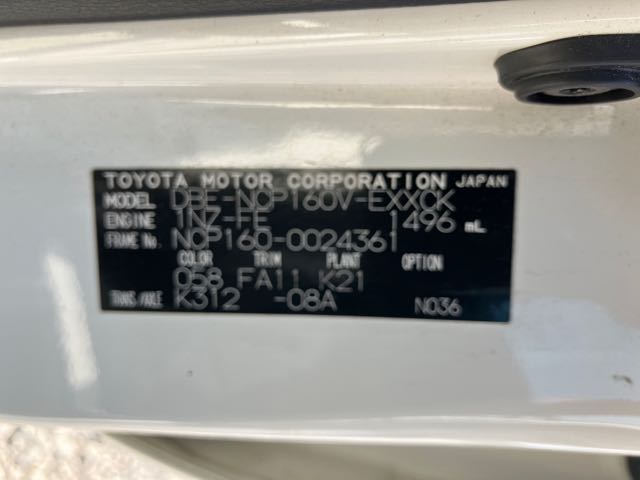 TOYOTA MOTOR CORPORATION JAPAN
MODEL DBE-NCP160V-EXXCK
ENGINE 1NZ-FE 1496 mL
FRAME No. NCP160-0024361
COLOR TRIM PLANT OPTION
058 FA11 K21
TRANS/AXLE K312 -08A N036